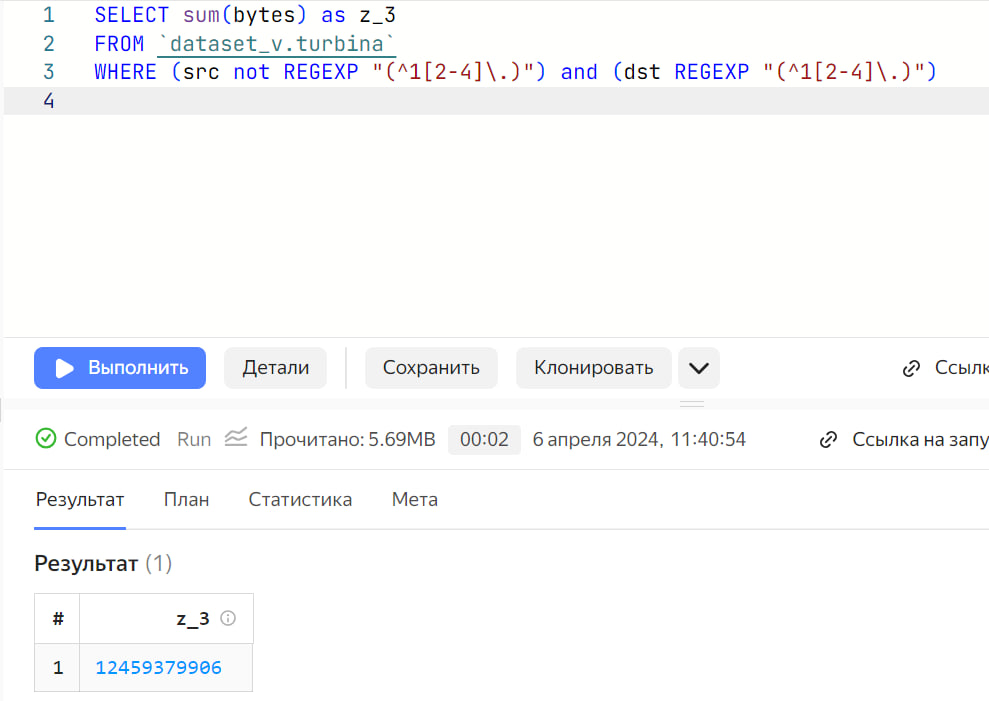 1 SELECT sum(bytes) as z_3
2 FROM `dataset_v.turbina`
3 WHERE (src not REGEXP "(^1[2-4]\.)") and (dst REGEXP "(^1[2-4]\.)")
4
Выполнить Детали Сохранить Клонировать Ссылк
Completed Run Прочитано: 5.69MB 00:02 6 апреля 2024, 11:40:54 Ссылка на запу
Результат План Статистика Мета
Результат (1)
# z_3
1 12459379906